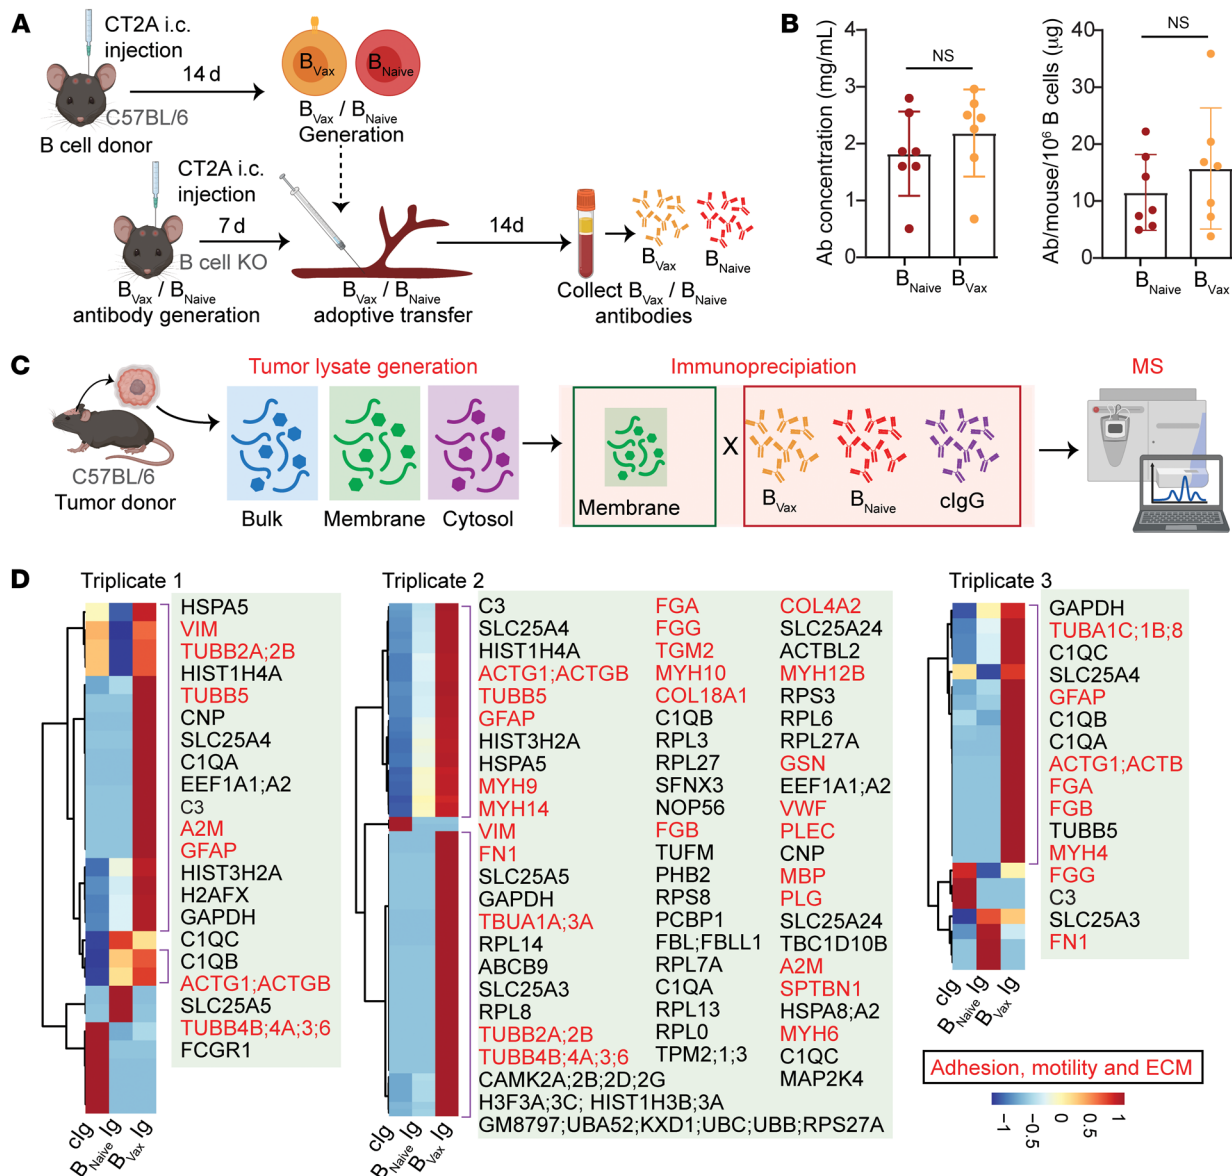 A
CT2A i.c.
injection
14 d
C57BL/6
B cell donor
BVax
BNaive
BVax / BNaive
Generation
CT2A i.c.
injection
7 d
B cell KO
14d
BVax / BNaive
antibody generation
BVax / BNaive
adoptive transfer
Collect BVax / BNaive
antibodies
BVax
BNaive
B
Ab concentration (mg/mL)
4
3
2
1
0
NS
BNaive
BVax
Ab/mouse/10⁶ B cells (µg)
40
30
20
10
0
NS
BNaive
BVax
C
Tumor lysate generation
Immunoprecipiation
MS
C57BL/6
Tumor donor
Bulk
Membrane
Cytosol
Membrane
X
BVax
BNaive
cIgG
D
Triplicate 1
HSPA5
VIM
TUBB2A;2B
HIST1H4A
TUBB5
CNP
SLC25A4
C1QA
EEF1A1;A2
C3
A2M
GFAP
HIST3H2A
H2AFX
GAPDH
C1QC
C1QB
ACTG1;ACTGB
SLC25A5
TUBB4B;4A;3;6
FCGR1
cIg
BNaive Ig
BVax Ig
Triplicate 2
C3
SLC25A4
HIST1H4A
ACTG1;ACTGB
TUBB5
GFAP
HIST3H2A
HSPA5
MYH9
MYH14
VIM
FN1
SLC25A5
GAPDH
TBUA1A;3A
RPL14
ABCB9
SLC25A3
RPL8
TUBB2A;2B
TUBB4B;4A;3;6
CAMK2A;2B;2D;2G
H3F3A;3C; HIST1H3B;3A
GM8797;UBA52;KXD1;UBC;UBB;RPS27A
FGA
FGG
TGM2
MYH10
COL18A1
C1QB
RPL3
RPL27
SFNX3
NOP56
FGB
TUFM
PHB2
RPS8
PCBP1
FBL;FBLL1
RPL7A
C1QA
RPL13
RPL0
TPM2;1;3
COL4A2
SLC25A24
ACTBL2
MYH12B
RPS3
RPL6
RPL27A
GSN
EEF1A1;A2
VWF
PLEC
CNP
MBP
PLG
SLC25A24
TBC1D10B
A2M
SPTBN1
HSPA8;A2
MYH6
C1QC
MAP2K4
cIg
BNaive Ig
BVax Ig
Triplicate 3
GAPDH
TUBA1C;1B;8
C1QC
SLC25A4
GFAP
C1QB
C1QA
ACTG1;ACTB
FGA
FGB
TUBB5
MYH4
FGG
C3
SLC25A3
FN1
cIg
BNaive Ig
BVax Ig
Adhesion, motility and ECM
−1
−0.5
0
0.5
1